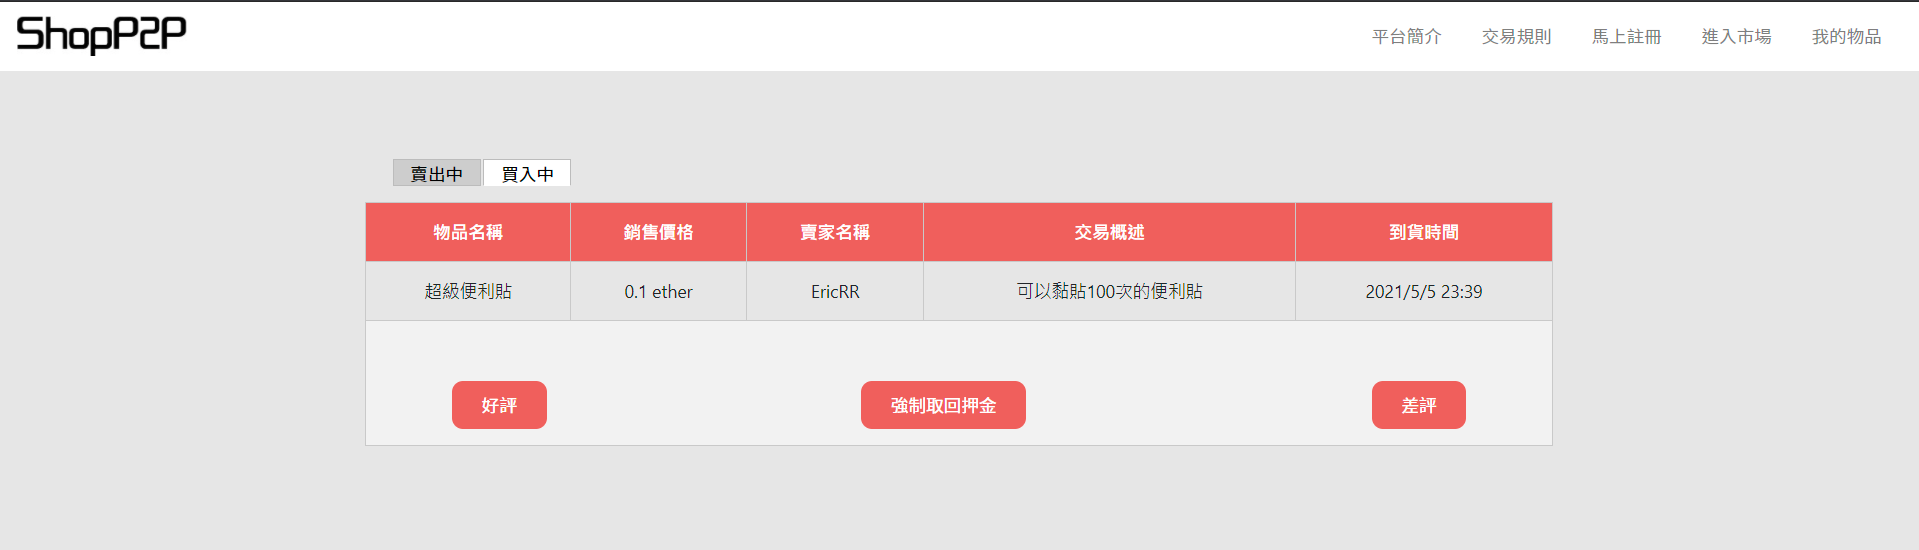 ShopP2P
平台簡介 交易規則 馬上註冊 進入市場 我的物品
賣出中 買入中
物品名稱 銷售價格 賣家名稱 交易概述 到貨時間
超級便利貼 0.1 ether EricRR 可以黏貼100次的便利貼 2021/5/5 23:39
好評 強制取回押金 差評